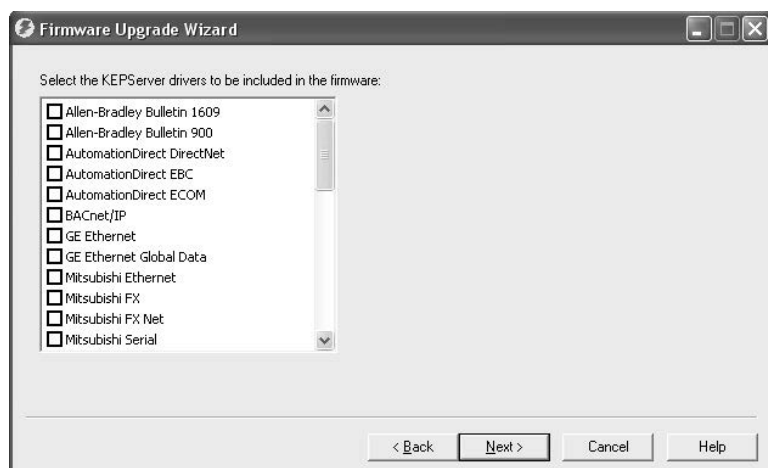 Firmware Upgrade Wizard
Select the KEPServer drivers to be included in the firmware:
Allen-Bradley Bulletin 1609
Allen-Bradley Bulletin 900
AutomationDirect DirectNet
AutomationDirect EBC
AutomationDirect ECOM
BACnet/IP
GE Ethernet
GE Ethernet Global Data
Mitsubishi Ethernet
Mitsubishi FX
Mitsubishi FX Net
Mitsubishi Serial
< Back Next > Cancel Help